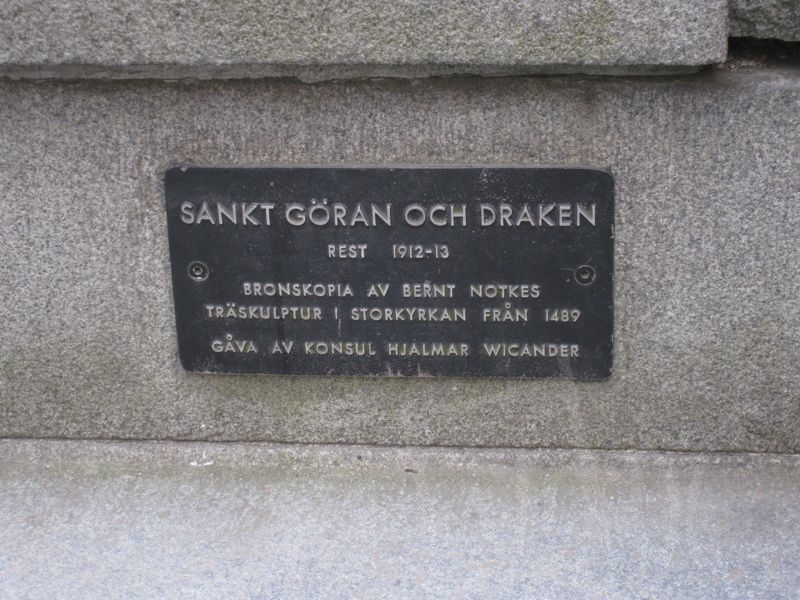 SANKT GÖRAN OCH DRAKEN
REST 1912-13
BRONSKOPIA AV BERNT NOTKES
TRÄSKULPTUR I STORKYRKAN FRÅN 1489
GÅVA AV KONSUL HJALMAR WICANDER